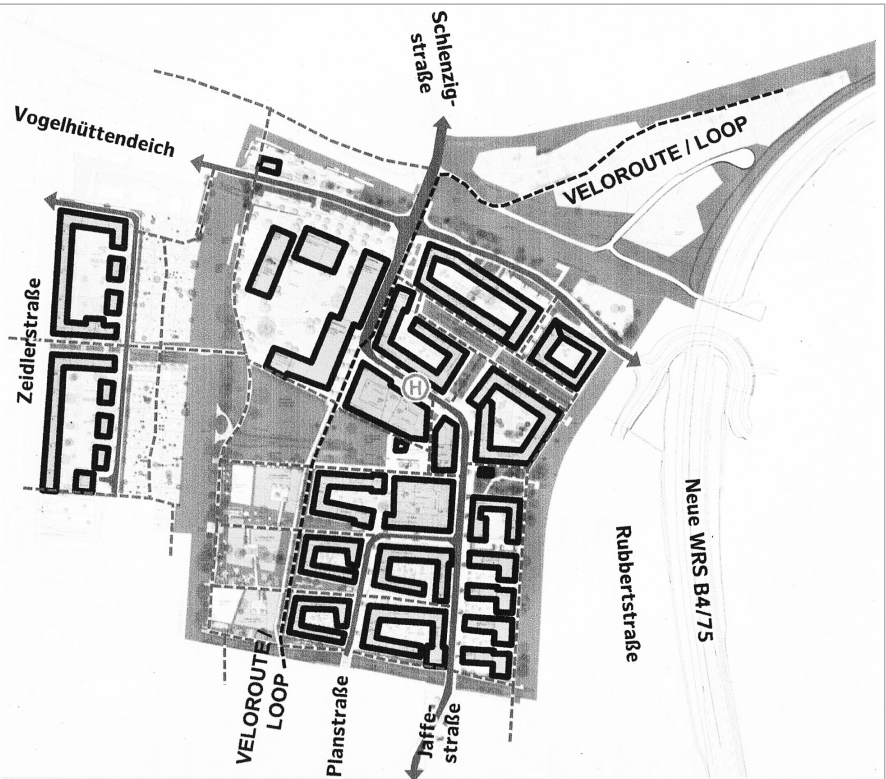 Schlenzig-
straße
Vogelhüttendeich
VELOROUTE / LOOP
Zeidlerstraße
H
Neue WRS B4/75
Rubbertstraße
VELOROUTE/
LOOP
Planstraße
Jaffe-
straße